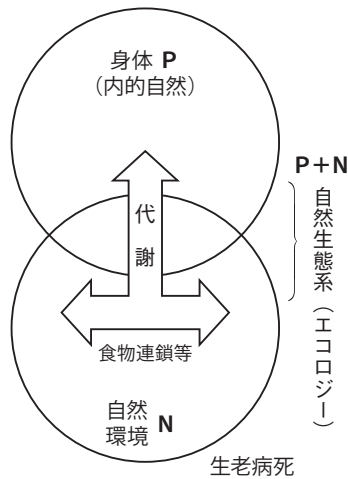 身体 P
（内的自然）
P＋N
自然生態系（エコロジー）
代謝
食物連鎖等
自然
環境 N
生老病死